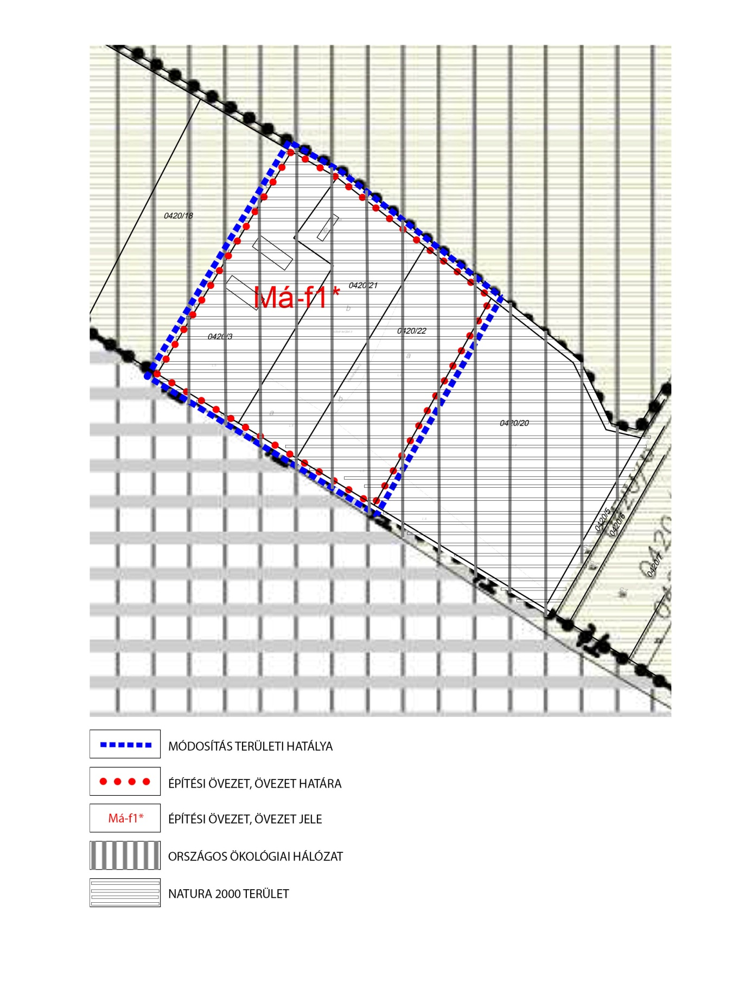 0420/18
0420/21
Má-f1*
b
c
0420/22
0420/3
a
b
a
0420/20
0420/5
0420/6
0420
0420/7
MÓDOSÍTÁS TERÜLETI HATÁLYA
ÉPÍTÉSI ÖVEZET, ÖVEZET HATÁRA
Má-f1* ÉPÍTÉSI ÖVEZET, ÖVEZET JELE
ORSZÁGOS ÖKOLÓGIAI HÁLÓZAT
NATURA 2000 TERÜLET